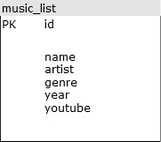 music_list
PK id
name
artist
genre
year
youtube